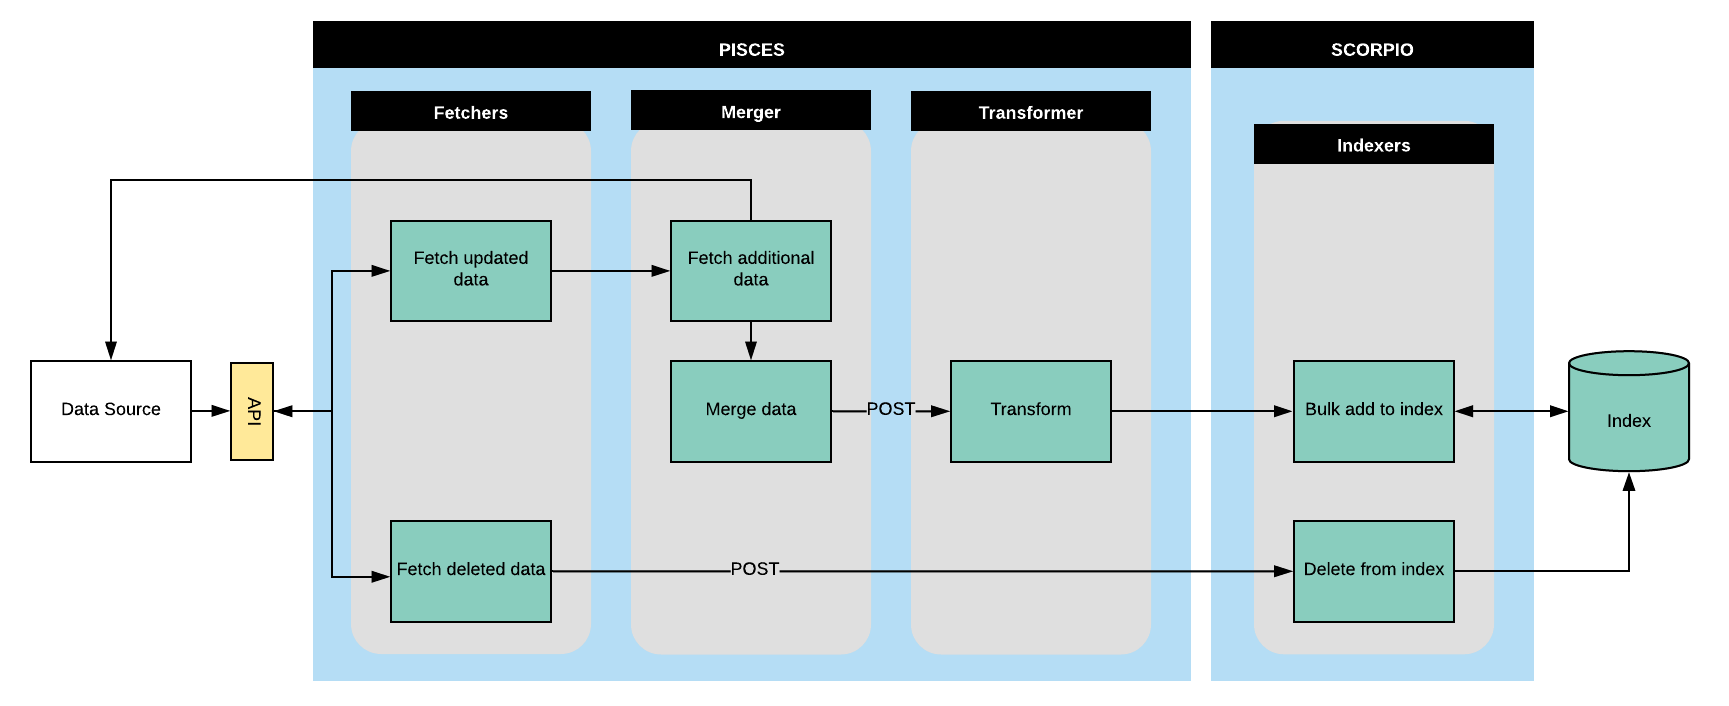 PISCES
SCORPIO
Fetchers
Merger
Transformer
Indexers
Fetch updated
data
Fetch additional
data
Data Source
API
Merge data
POST
Transform
Bulk add to index
Index
Fetch deleted data
POST
Delete from index